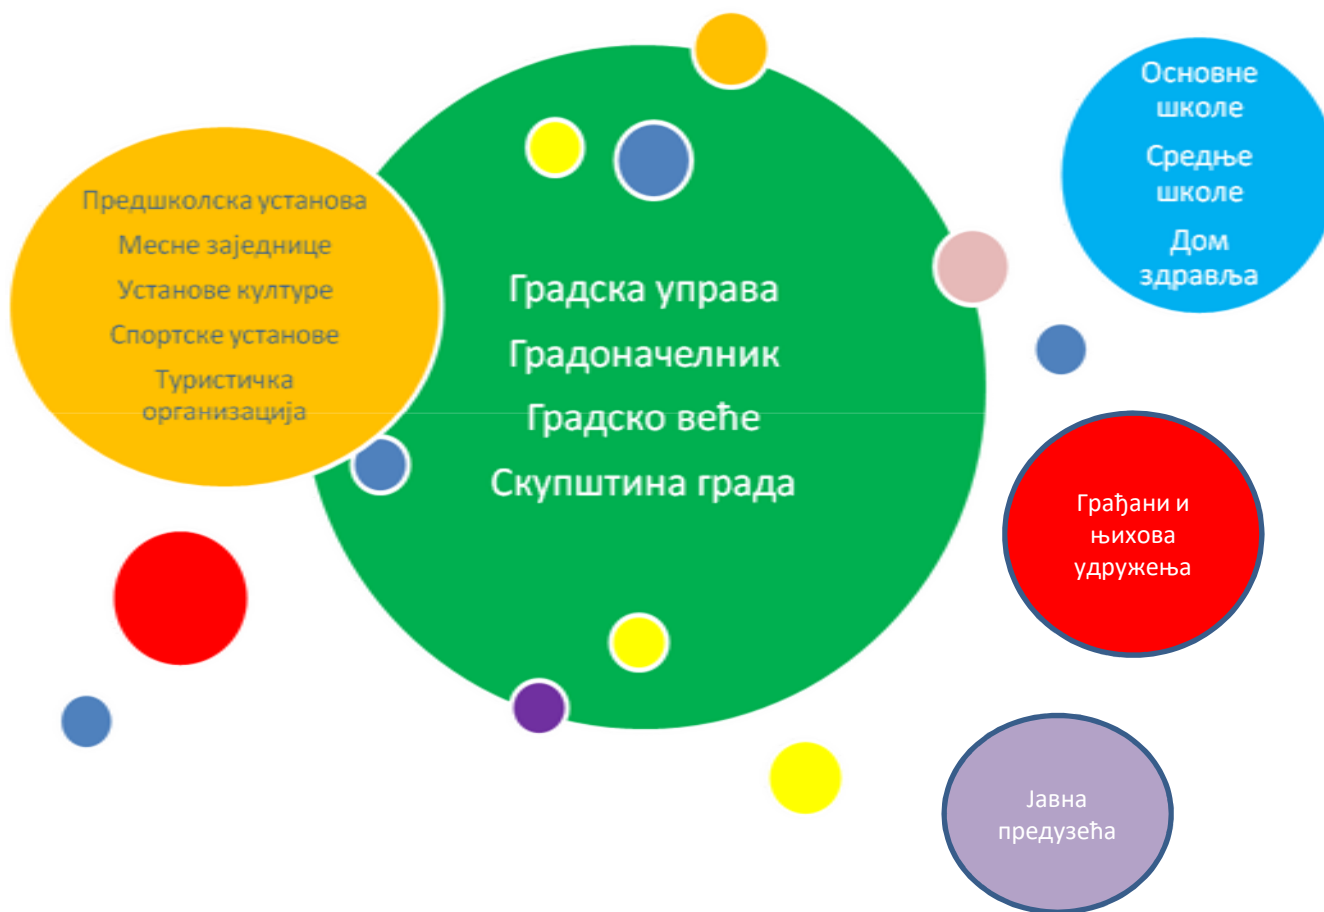 Предшколска установа
Месне заједнице
Установе културе
Спортске установе
Туристичка
организација
Градска управа
Градоначелник
Градско веће
Скупштина града
Основне
школе
Средње
школе
Дом
здравља
Грађани и
њихова
удружења
Јавна
предузећа